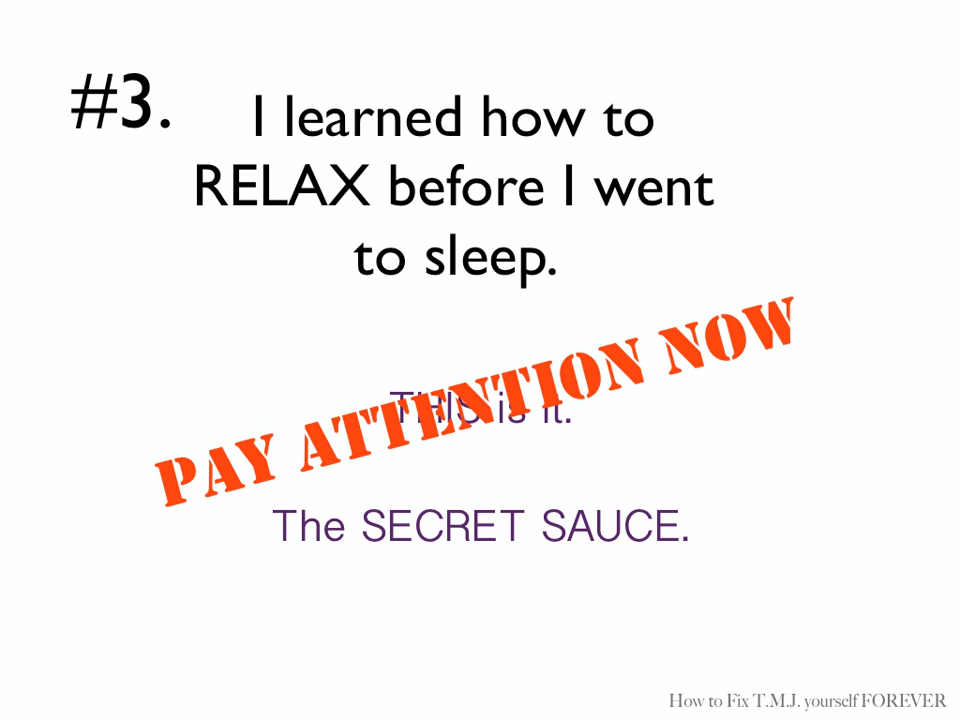 #3.
I learned how to
RELAX before I went
to sleep.
PAY ATTENTION NOW
THIS is it.
The SECRET SAUCE.
How to Fix T.M.J. yourself FOREVER